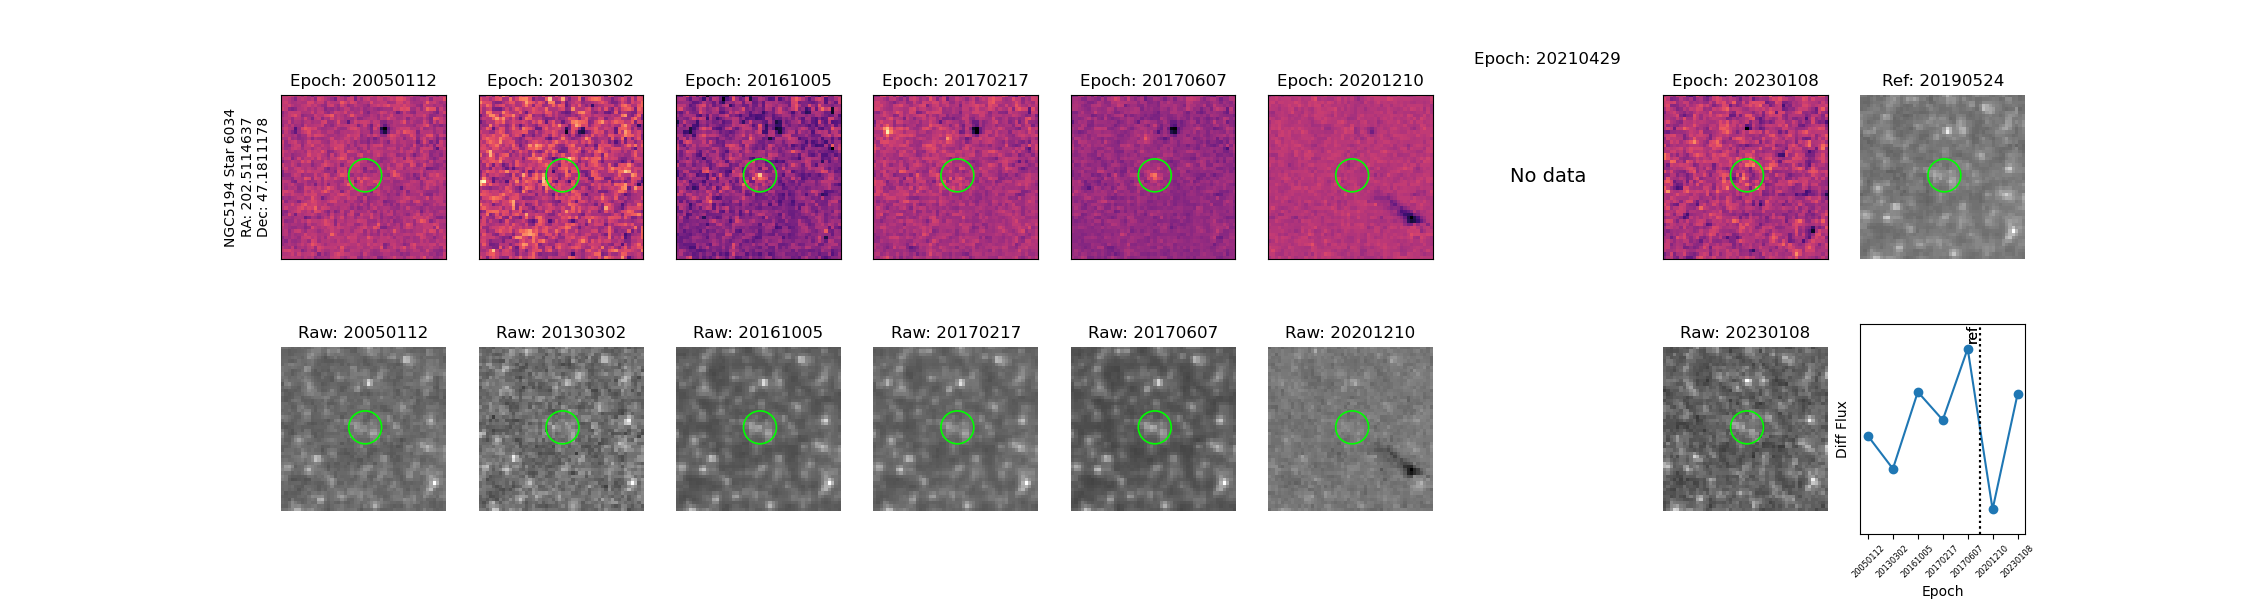 Epoch: 20210429
Epoch: 20050112
Epoch: 20130302
Epoch: 20161005
Epoch: 20170217
Epoch: 20170607
Epoch: 20201210
Epoch: 20230108
Ref: 20190524
NGC5194 Star 6034
RA: 202.5114637
Dec: 47.1811178
No data
Raw: 20050112
Raw: 20130302
Raw: 20161005
Raw: 20170217
Raw: 20170607
Raw: 20201210
Raw: 20230108
ref
Diff Flux
20050112
20130302
20161005
20170217
20170607
20201210
20230108
Epoch